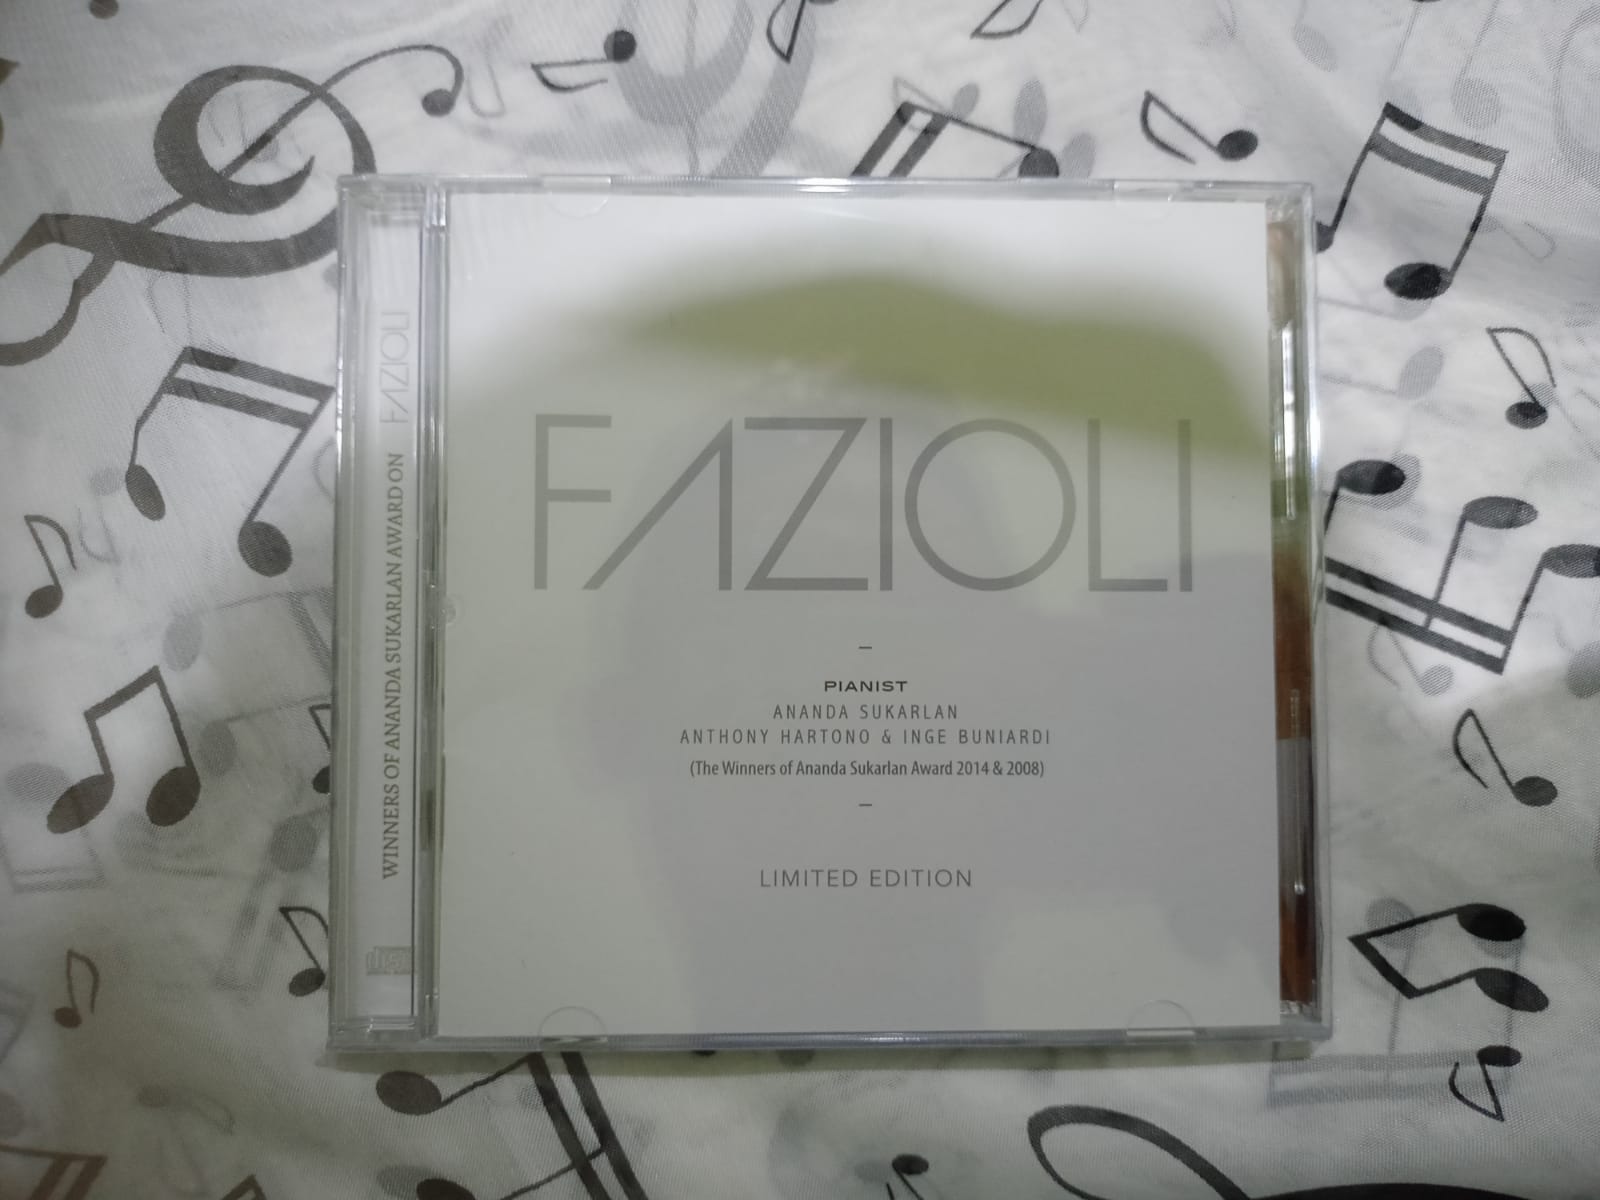 WINNERS OF ANANDA SUKARLAN AWARD ON FAZIOLI
FAZIOLI
PIANIST
ANANDA SUKARLAN
ANTHONY HARTONO & INGE BUNIARDI
(The Winners of Ananda Sukarlan Award 2014 & 2008)
LIMITED EDITION
disc